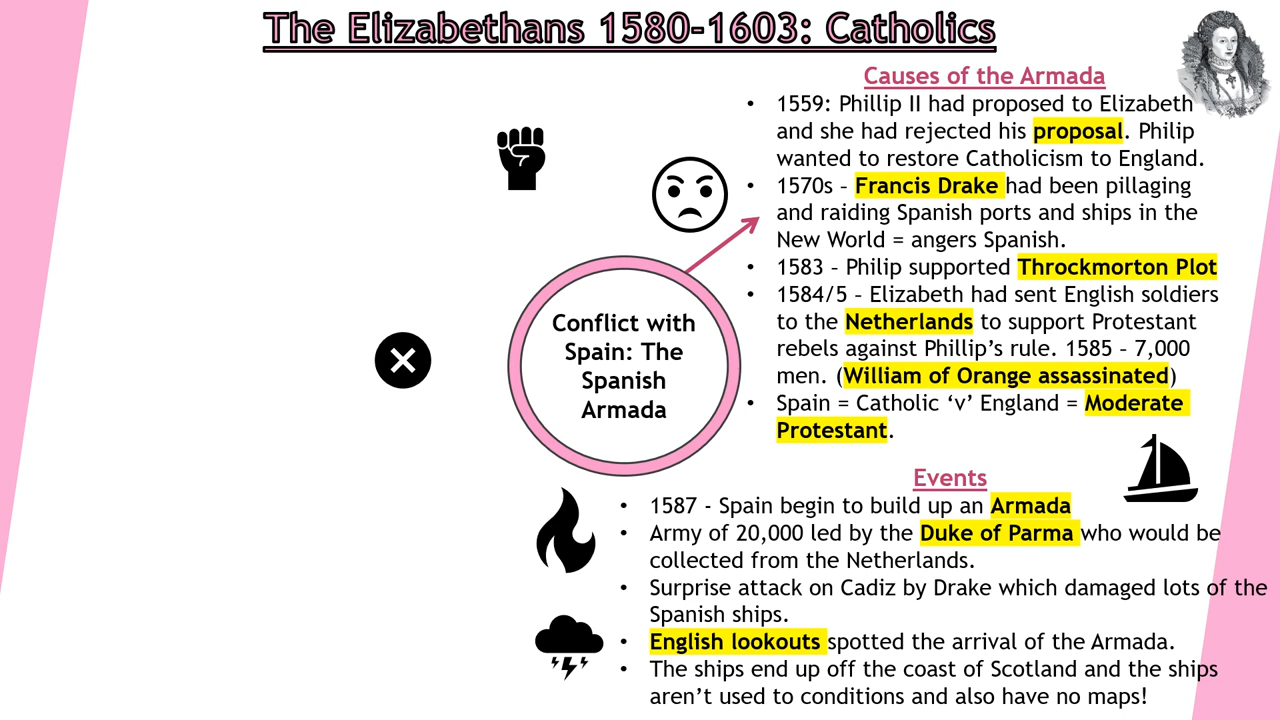 The Elizabethans 1580-1603: Catholics
Causes of the Armada
• 1559: Phillip II had proposed to Elizabeth
and she had rejected his proposal. Philip
wanted to restore Catholicism to England.
• 1570s – Francis Drake had been pillaging
and raiding Spanish ports and ships in the
New World = angers Spanish.
• 1583 – Philip supported Throckmorton Plot
• 1584/5 – Elizabeth had sent English soldiers
to the Netherlands to support Protestant
rebels against Phillip’s rule. 1585 – 7,000
men. (William of Orange assassinated)
• Spain = Catholic ‘v’ England = Moderate
Protestant.
Conflict with
Spain: The
Spanish
Armada
Events
• 1587 - Spain begin to build up an Armada
• Army of 20,000 led by the Duke of Parma who would be
collected from the Netherlands.
• Surprise attack on Cadiz by Drake which damaged lots of the
Spanish ships.
• English lookouts spotted the arrival of the Armada.
• The ships end up off the coast of Scotland and the ships
aren’t used to conditions and also have no maps!